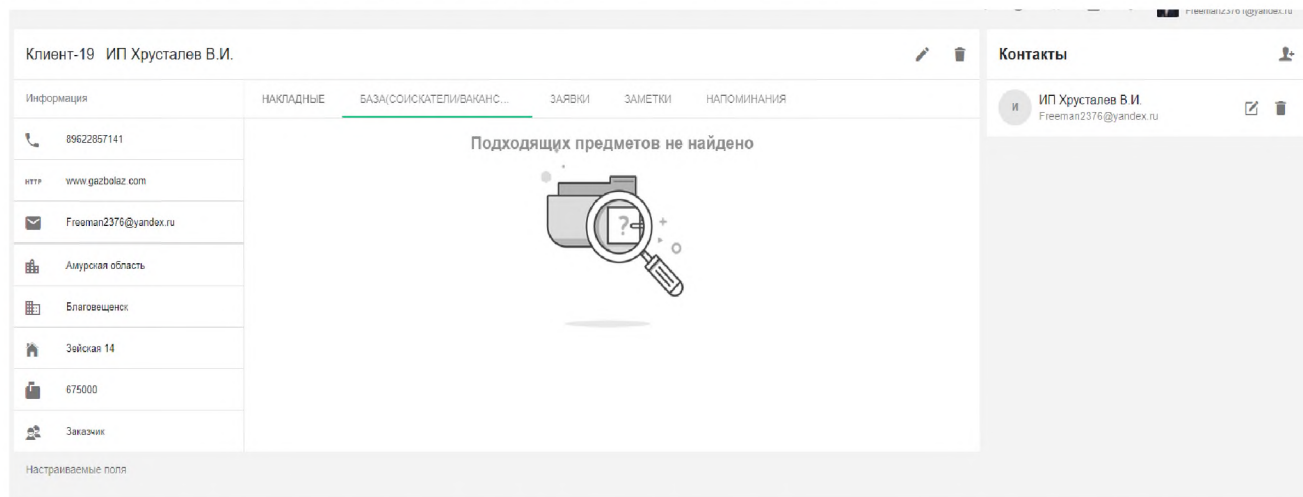 Freeman23761@yandex.ru
Клиент-19 ИП Хрусталев В.И.
Информация
89622857141
HTTP www.gazbolaz.com
Freeman2376@yandex.ru
Амурская область
Благовещенск
Зейская 14
675000
Заказчик
Настраиваемые поля
НАКЛАДНЫЕ БАЗА(СОИСКАТЕЛИ/ВАКАНС... ЗАЯВКИ ЗАМЕТКИ НАПОМИНАНИЯ
Подходящих предметов не найдено
?
Контакты
И ИП Хрусталев В.И.
Freeman2376@yandex.ru